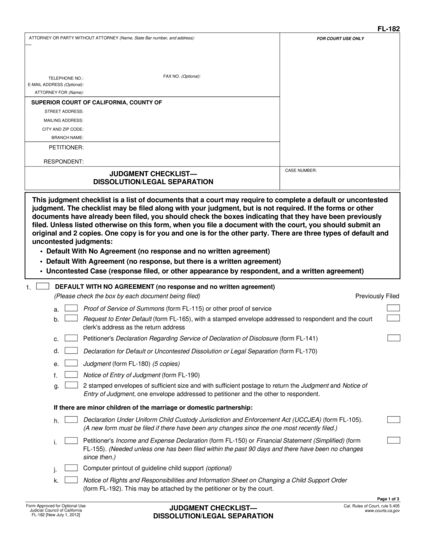 FL-182
ATTORNEY OR PARTY WITHOUT ATTORNEY (Name, State Bar number, and address):
FOR COURT USE ONLY
TELEPHONE NO.:
FAX NO. (Optional):
E-MAIL ADDRESS (Optional):
ATTORNEY FOR (Name):
SUPERIOR COURT OF CALIFORNIA, COUNTY OF
STREET ADDRESS:
MAILING ADDRESS:
CITY AND ZIP CODE:
BRANCH NAME:
PETITIONER:
RESPONDENT:
JUDGMENT CHECKLIST—
DISSOLUTION/LEGAL SEPARATION
CASE NUMBER:
This judgment checklist is a list of documents that a court may require to complete a default or uncontested
judgment. The checklist may be filed along with your judgment, but is not required. If the forms or other
documents have already been filed, you should check the boxes indicating that they have been previously
filed. Unless listed otherwise on this form, when you file a document with the court, you should submit an
original and 2 copies. One copy is for you and one is for the other party. There are three types of default and
uncontested judgments:
• Default With No Agreement (no response and no written agreement)
• Default With Agreement (no response, but there is a written agreement)
• Uncontested Case (response filed, or other appearance by respondent, and a written agreement)
1. DEFAULT WITH NO AGREEMENT (no response and no written agreement)
(Please check the box by each document being filed) Previously Filed
a. Proof of Service of Summons (form FL-115) or other proof of service
b. Request to Enter Default (form FL-165), with a stamped envelope addressed to respondent and the court
clerk's address as the return address
c. Petitioner's Declaration Regarding Service of Declaration of Disclosure (form FL-141)
d. Declaration for Default or Uncontested Dissolution or Legal Separation (form FL-170)
e. Judgment (form FL-180) (5 copies)
f. Notice of Entry of Judgment (form FL-190)
g. 2 stamped envelopes of sufficient size and with sufficient postage to return the Judgment and Notice of
Entry of Judgment, one envelope addressed to petitioner and the other to respondent.
If there are minor children of the marriage or domestic partnership:
h. Declaration Under Uniform Child Custody Jurisdiction and Enforcement Act (UCCJEA) (form FL-105).
(A new form must be filed if there have been any changes since the one most recently filed.)
i. Petitioner's Income and Expense Declaration (form FL-150) or Financial Statement (Simplified) (form
FL-155). (Needed unless one has been filed within the past 90 days and there have been no changes
since then.)
j. Computer printout of guideline child support (optional)
k. Notice of Rights and Responsibilities and Information Sheet on Changing a Child Support Order
(form FL-192). This may be attached by the petitioner or by the court.
Page 1 of 3
Form Approved for Optional Use
Judicial Council of California
FL-182 [New July 1, 2012]
JUDGMENT CHECKLIST—
DISSOLUTION/LEGAL SEPARATION
Cal. Rules of Court, rule 5.405
www.courts.ca.gov